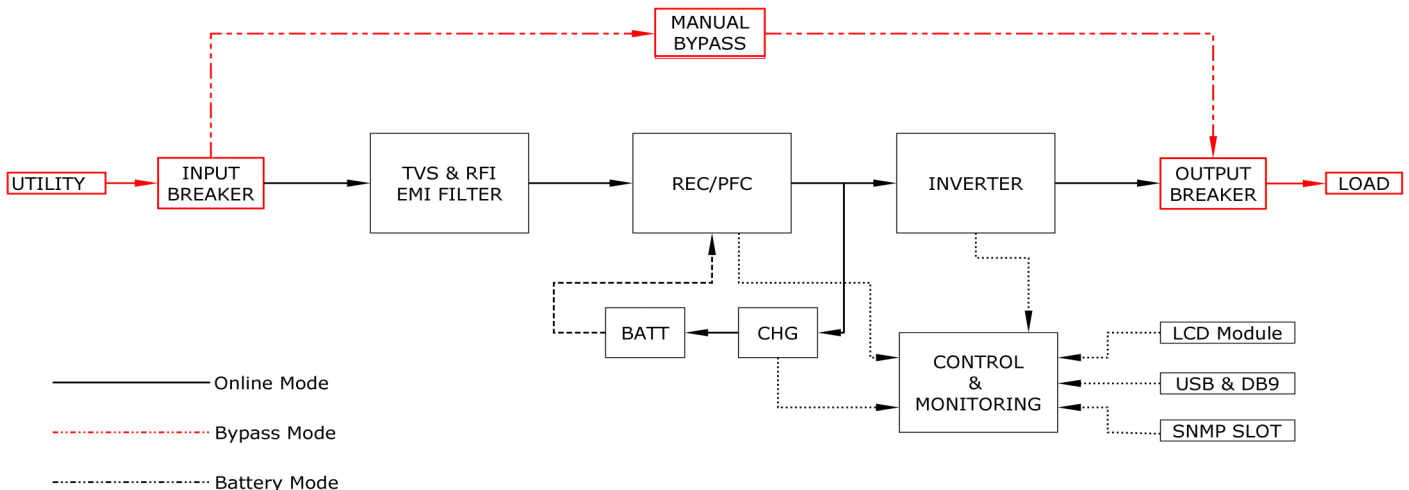 MANUAL
BYPASS
UTILITY
INPUT
BREAKER
TVS & RFI
EMI FILTER
REC/PFC
INVERTER
OUTPUT
BREAKER
LOAD
BATT
CHG
CONTROL
&
MONITORING
LCD Module
USB & DB9
SNMP SLOT
Online Mode
Bypass Mode
Battery Mode